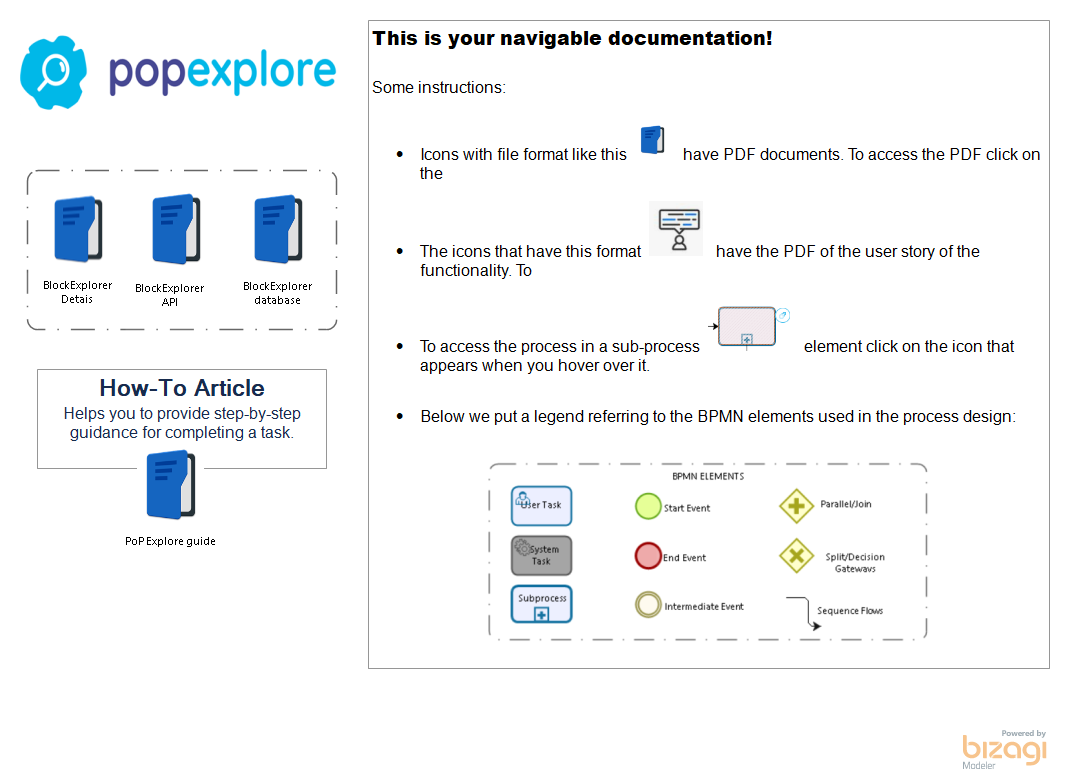 popexplore
BlockExplorer
Detais
BlockExplorer
API
BlockExplorer
database
How-To Article
Helps you to provide step-by-step
guidance for completing a task.
PoPExplore guide
This is your navigable documentation!
Some instructions:
• Icons with file format like this have PDF documents. To access the PDF click on
the
• The icons that have this format have the PDF of the user story of the
functionality. To
• To access the process in a sub-process element click on the icon that
appears when you hover over it.
• Below we put a legend referring to the BPMN elements used in the process design:
BPMN ELEMENTS
User Task
Start Event
Parallel/Join
System
Task
End Event
Split/Decision
Gateways
Subprocess
Intermediate Event
Sequence Flows
Powered by
bizagi
Modeler